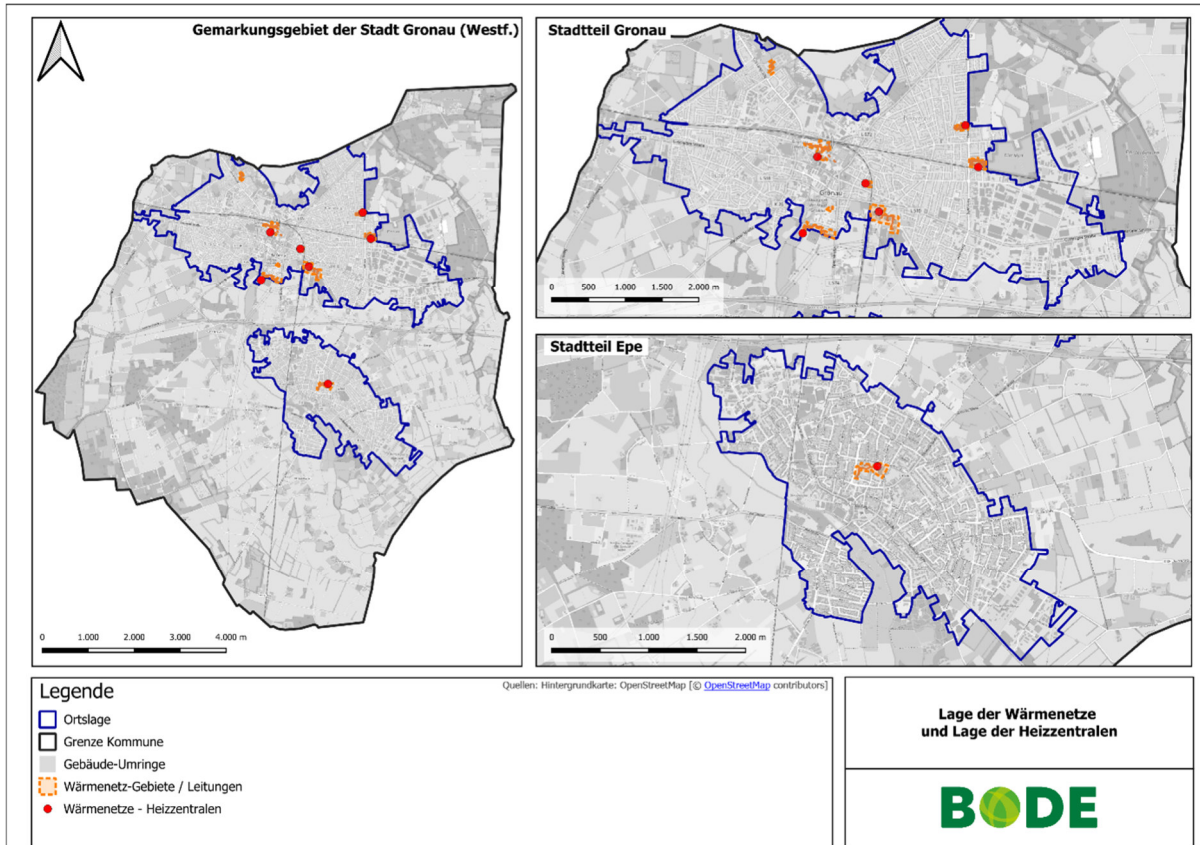 Gemarkungsgebiet der Stadt Gronau (Westf.)
0 1.000 2.000 3.000 4.000 m
Stadtteil Gronau
Gronau
0 500 1.000 1.500 2.000 m
Stadtteil Epe
0 500 1.000 1.500 2.000 m
Quellen: Hintergrundkarte: OpenStreetMap [© OpenStreetMap contributors]
Legende
Ortslage
Grenze Kommune
Gebäude-Umringe
Wärmenetz-Gebiete / Leitungen
Wärmenetze - Heizzentralen
Lage der Wärmenetze
und Lage der Heizzentralen
BODE